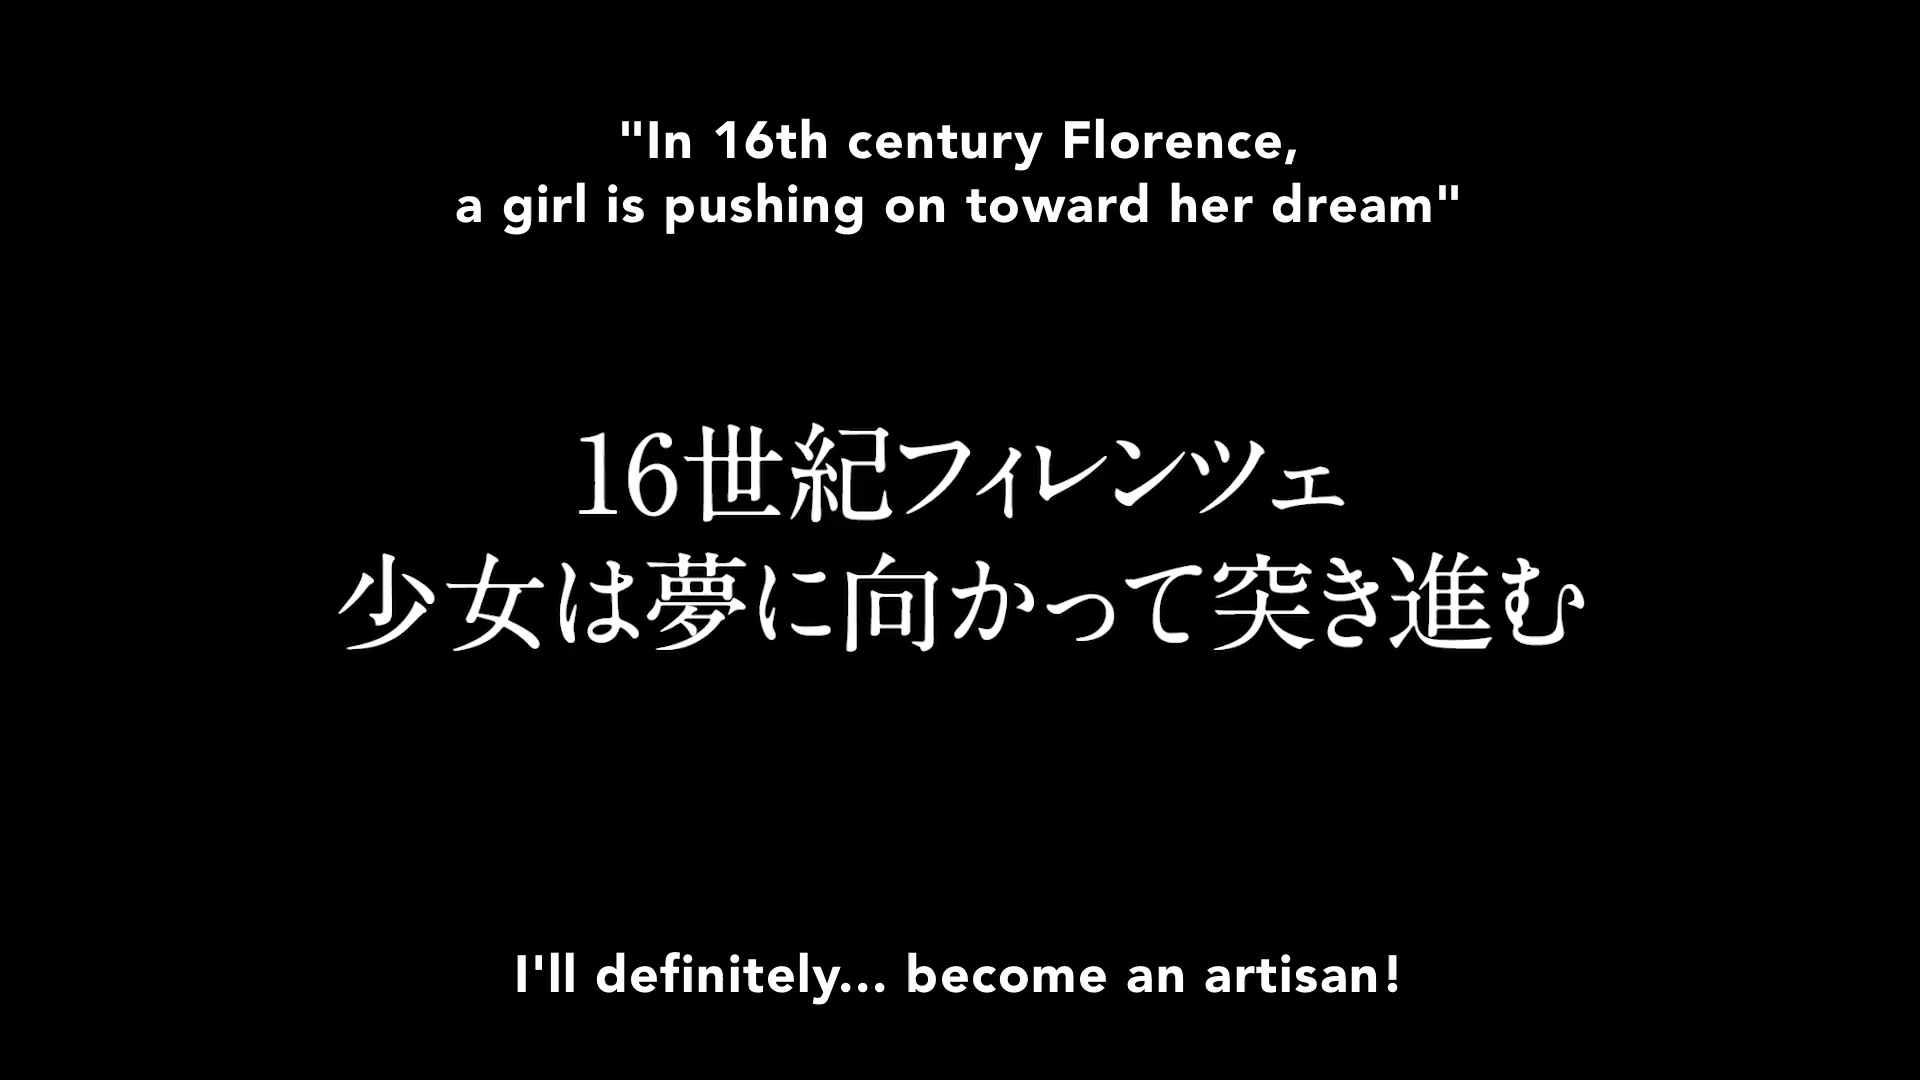 "In 16th century Florence,
a girl is pushing on toward her dream"
16世紀フィレンツェ
少女は夢に向かって突き進む
I'll definitely... become an artisan!